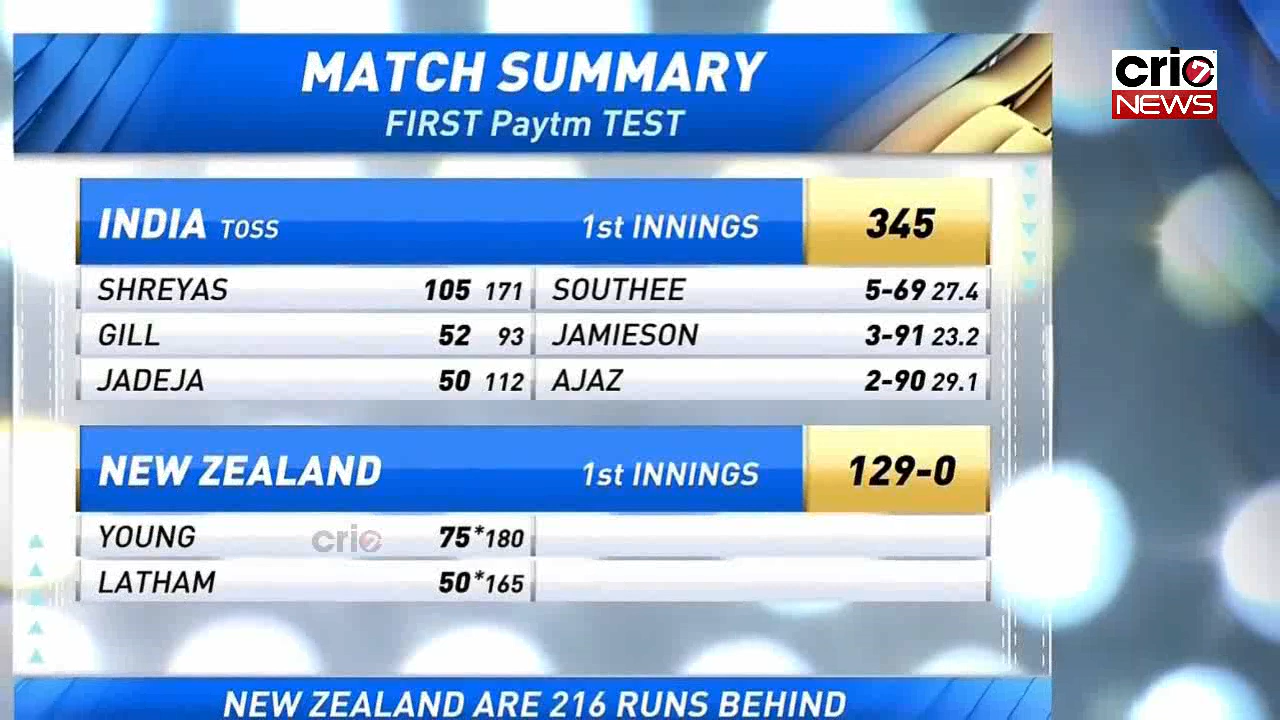 MATCH SUMMARY
FIRST Paytm TEST
cric
NEWS
INDIA TOSS 1st INNINGS 345
SHREYAS 105 171 SOUTHEE 5-69 27.4
GILL 52 93 JAMIESON 3-91 23.2
JADEJA 50 112 AJAZ 2-90 29.1
NEW ZEALAND 1st INNINGS 129-0
YOUNG cric 75*180
LATHAM 50*165
NEW ZEALAND ARE 216 RUNS BEHIND